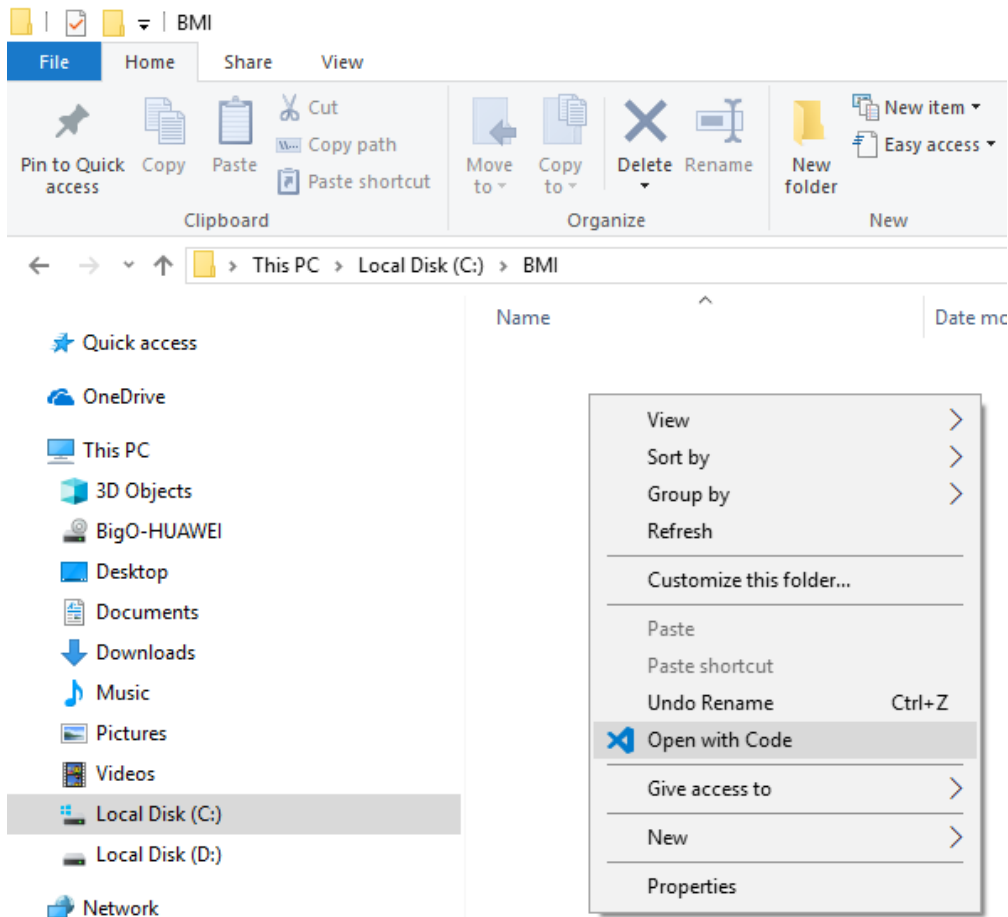 BMI
File Home Share View
Pin to Quick access
Copy
Paste
Cut
Copy path
Paste shortcut
Clipboard
Move to
Copy to
Delete
Rename
Organize
New folder
New item
Easy access
New
This PC > Local Disk (C:) > BMI
Name
Date mo
Quick access
OneDrive
This PC
3D Objects
BigO-HUAWEI
Desktop
Documents
Downloads
Music
Pictures
Videos
Local Disk (C:)
Local Disk (D:)
Network
View
Sort by
Group by
Refresh
Customize this folder...
Paste
Paste shortcut
Undo Rename Ctrl+Z
Open with Code
Give access to
New
Properties